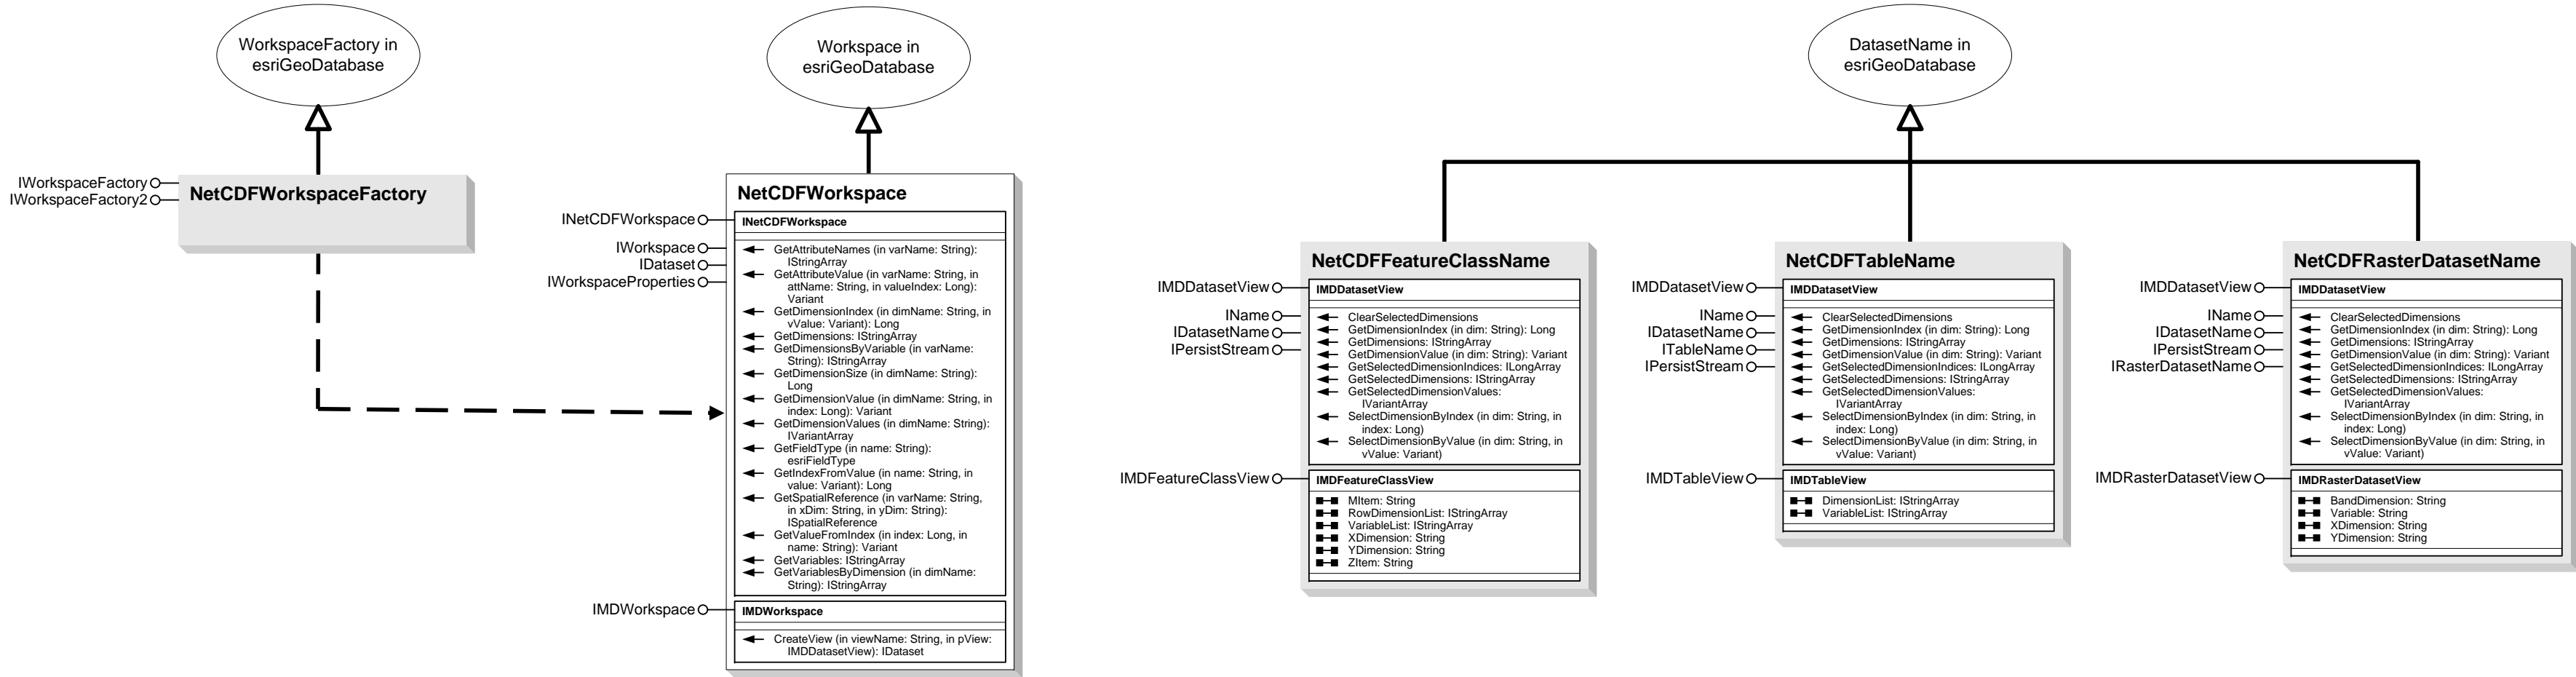 WorkspaceFactory in
esriGeoDatabase
IWorkspaceFactory
IWorkspaceFactory2
NetCDFWorkspaceFactory
Workspace in
esriGeoDatabase
NetCDFWorkspace
INetCDFWorkspace
IWorkspace
IDataset
IWorkspaceProperties
INetCDFWorkspace
GetAttributeNames (in varName: String):
IStringArray
GetAttributeValue (in varName: String, in
attName: String, in valueIndex: Long):
Variant
GetDimensionIndex (in dimName: String, in
vValue: Variant): Long
GetDimensions: IStringArray
GetDimensionsByVariable (in varName:
String): IStringArray
GetDimensionSize (in dimName: String):
Long
GetDimensionValue (in dimName: String, in
index: Long): Variant
GetDimensionValues (in dimName: String):
IVariantArray
GetFieldType (in name: String):
esriFieldType
GetIndexFromValue (in name: String, in
value: Variant): Long
GetSpatialReference (in varName: String,
in xDim: String, in yDim: String):
ISpatialReference
GetValueFromIndex (in index: Long, in
name: String): Variant
GetVariables: IStringArray
GetVariablesByDimension (in dimName:
String): IStringArray
IMDWorkspace
IMDWorkspace
CreateView (in viewName: String, in pView:
IMDDatasetView): IDataset
DatasetName in
esriGeoDatabase
NetCDFFeatureClassName
IMDDatasetView
IName
IDatasetName
IPersistStream
IMDDatasetView
ClearSelectedDimensions
GetDimensionIndex (in dim: String): Long
GetDimensions: IStringArray
GetDimensionValue (in dim: String): Variant
GetSelectedDimensionIndices: ILongArray
GetSelectedDimensions: IStringArray
GetSelectedDimensionValues:
IVariantArray
SelectDimensionByIndex (in dim: String, in
index: Long)
SelectDimensionByValue (in dim: String, in
vValue: Variant)
IMDFeatureClassView
IMDFeatureClassView
MItem: String
RowDimensionList: IStringArray
VariableList: IStringArray
XDimension: String
YDimension: String
ZItem: String
NetCDFTableName
IMDDatasetView
IName
IDatasetName
ITableName
IPersistStream
IMDDatasetView
ClearSelectedDimensions
GetDimensionIndex (in dim: String): Long
GetDimensions: IStringArray
GetDimensionValue (in dim: String): Variant
GetSelectedDimensionIndices: ILongArray
GetSelectedDimensions: IStringArray
GetSelectedDimensionValues:
IVariantArray
SelectDimensionByIndex (in dim: String, in
index: Long)
SelectDimensionByValue (in dim: String, in
vValue: Variant)
IMDTableView
IMDTableView
DimensionList: IStringArray
VariableList: IStringArray
NetCDFRasterDatasetName
IMDDatasetView
IName
IDatasetName
IPersistStream
IRasterDatasetName
IMDDatasetView
ClearSelectedDimensions
GetDimensionIndex (in dim: String): Long
GetDimensions: IStringArray
GetDimensionValue (in dim: String): Variant
GetSelectedDimensionIndices: ILongArray
GetSelectedDimensions: IStringArray
GetSelectedDimensionValues:
IVariantArray
SelectDimensionByIndex (in dim: String, in
index: Long)
SelectDimensionByValue (in dim: String, in
vValue: Variant)
IMDRasterDatasetView
IMDRasterDatasetView
BandDimension: String
Variable: String
XDimension: String
YDimension: String